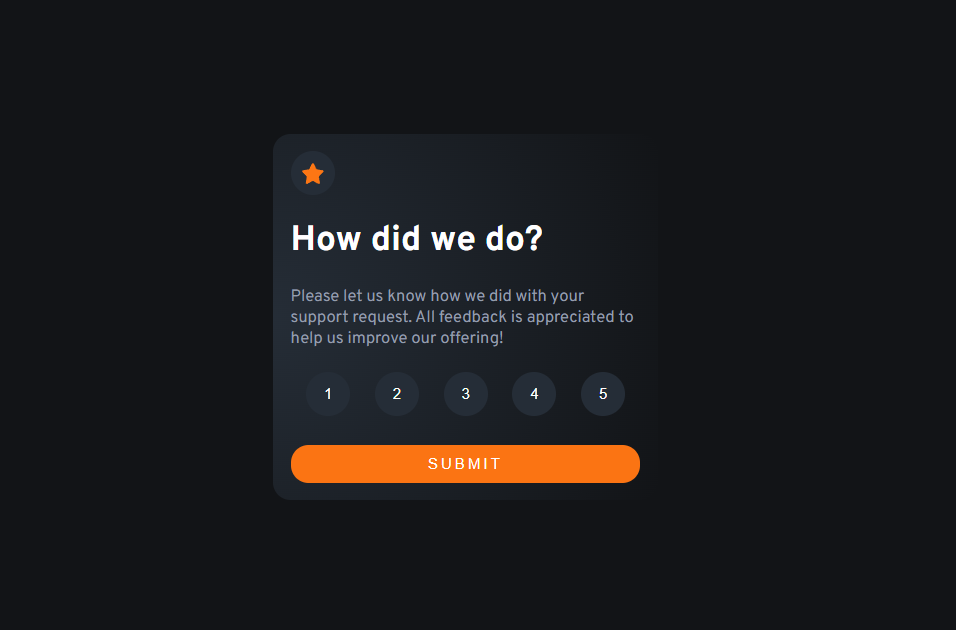 How did we do?
Please let us know how we did with your
support request. All feedback is appreciated to
help us improve our offering!
1 2 3 4 5
SUBMIT